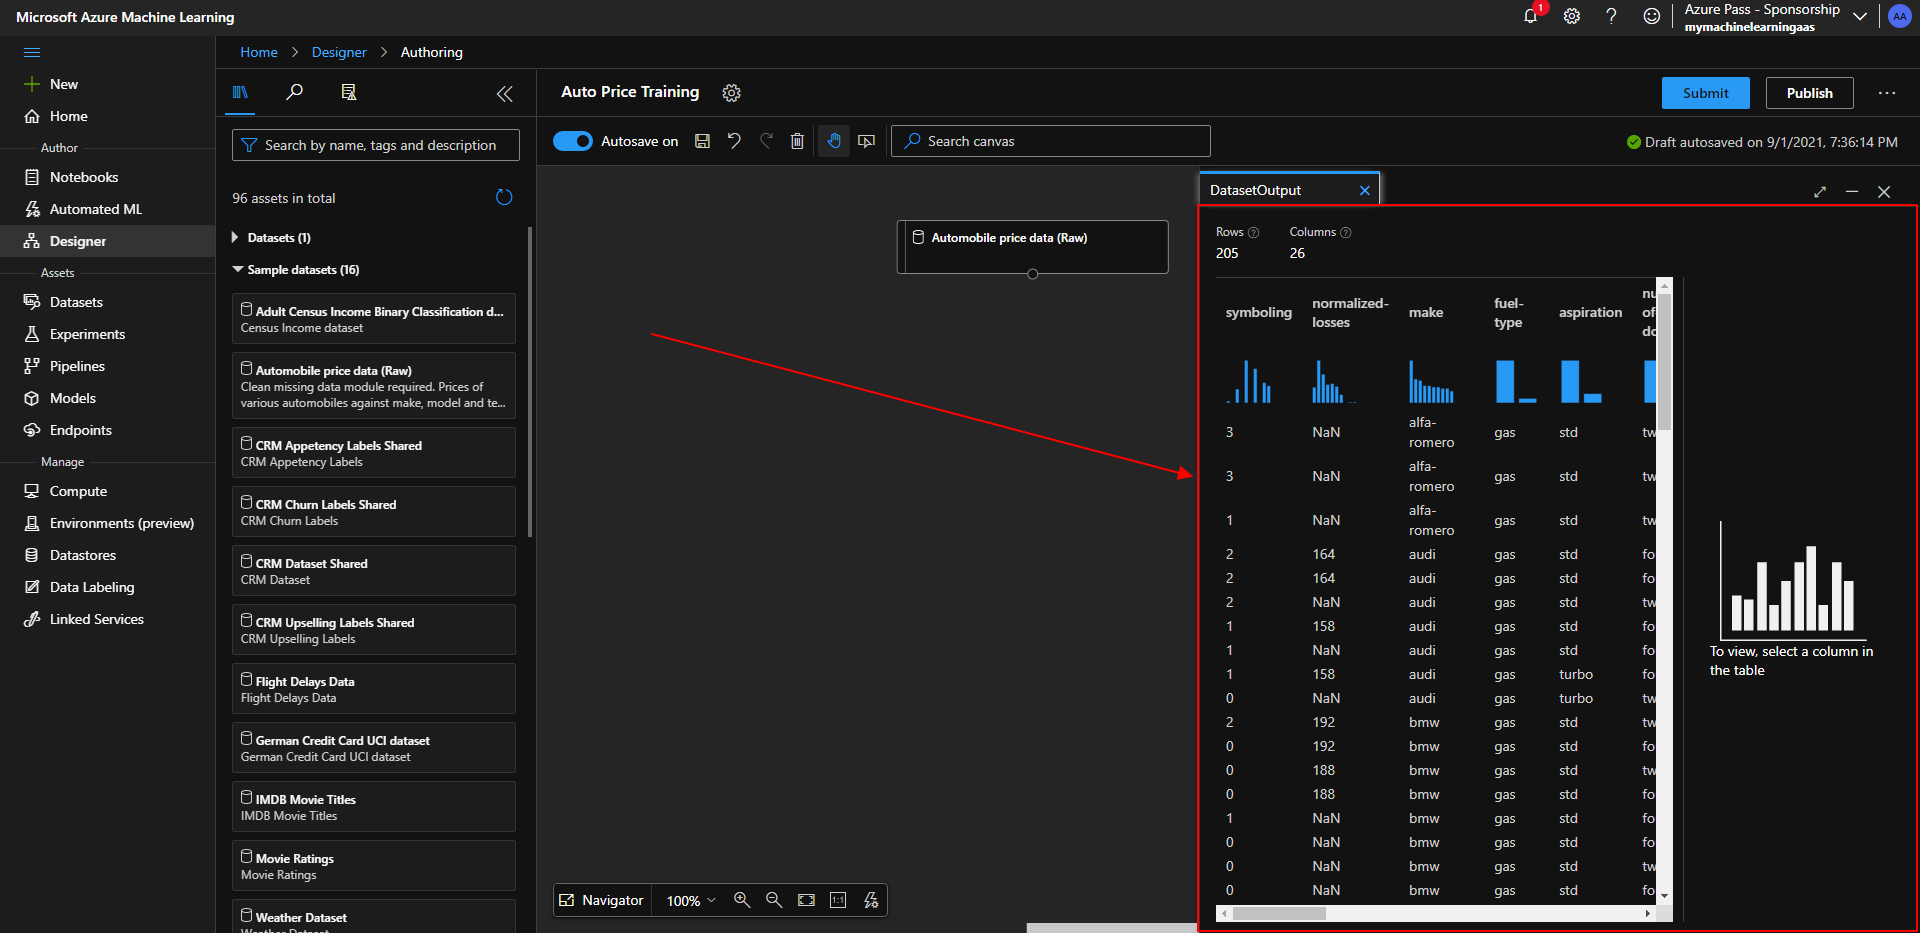 Microsoft Azure Machine Learning
1
Azure Pass - Sponsorship
mymachinelearningaas
AA
New
Home
Author
Notebooks
Automated ML
Designer
Assets
Datasets
Experiments
Pipelines
Models
Endpoints
Manage
Compute
Environments (preview)
Datastores
Data Labeling
Linked Services
Home > Designer > Authoring
Search by name, tags and description
96 assets in total
Datasets (1)
Sample datasets (16)
Adult Census Income Binary Classification d...
Census Income dataset
Automobile price data (Raw)
Clean missing data module required. Prices of
various automobiles against make, model and te...
CRM Appetency Labels Shared
CRM Appetency Labels
CRM Churn Labels Shared
CRM Churn Labels
CRM Dataset Shared
CRM Dataset
CRM Upselling Labels Shared
CRM Upselling Labels
Flight Delays Data
Flight Delays Data
German Credit Card UCI dataset
German Credit Card UCI dataset
IMDB Movie Titles
IMDB Movie Titles
Movie Ratings
Movie Ratings
Weather Dataset
Weather Dataset
Auto Price Training
Submit
Publish
Autosave on
Search canvas
Draft autosaved on 9/1/2021, 7:36:14 PM
Automobile price data (Raw)
Navigator
100%
1:1
DatasetOutput
Rows Columns
205 26
symboling normalized-losses make fuel-type aspiration nu of do
3 NaN alfa-romero gas std tw
3 NaN alfa-romero gas std tw
1 NaN alfa-romero gas std tw
2 164 audi gas std fo
2 164 audi gas std fo
2 NaN audi gas std tw
1 158 audi gas std fo
1 NaN audi gas std fo
1 158 audi gas turbo fo
0 NaN audi gas turbo tw
2 192 bmw gas std tw
0 192 bmw gas std fo
0 188 bmw gas std tw
0 188 bmw gas std fo
1 NaN bmw gas std fo
0 NaN bmw gas std fo
0 NaN bmw gas std tw
0 NaN bmw gas std fo
To view, select a column in
the table